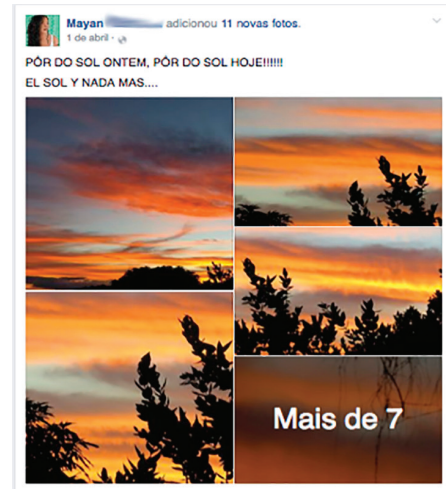 Mayan adicionou 11 novas fotos.
1 de abril ·
PÔR DO SOL ONTEM, PÔR DO SOL HOJE!!!!!!
EL SOL Y NADA MAS....
Mais de 7